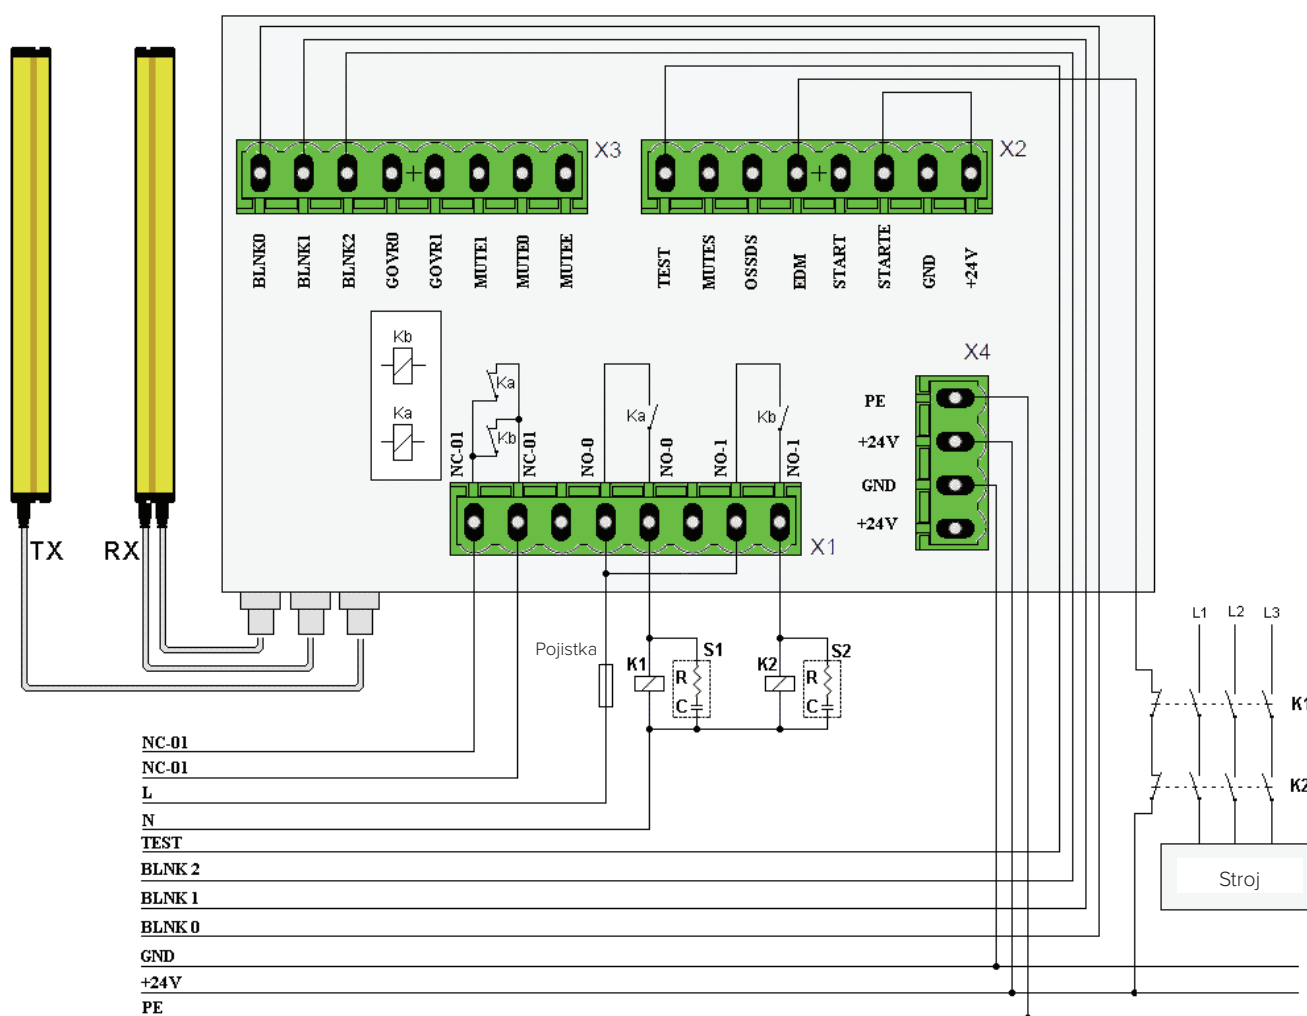 X3
X2
BLNK0
BLNK1
BLNK2
GOVR0
GOVR1
MUTE1
MUTE0
MUTEE
TEST
MUTES
OSSDS
EDM
START
STARTE
GND
+24V
Kb
Ka
Ka
Kb
Ka
Kb
NC-01
NC-01
NO-0
NO-0
NO-1
NO-1
X4
PE
+24V
GND
+24V
X1
TX
RX
Pojistka
K1
S1
R
C
K2
S2
R
C
L1
L2
L3
K1
K2
Stroj
NC-01
NC-01
L
N
TEST
BLNK 2
BLNK 1
BLNK 0
GND
+24V
PE